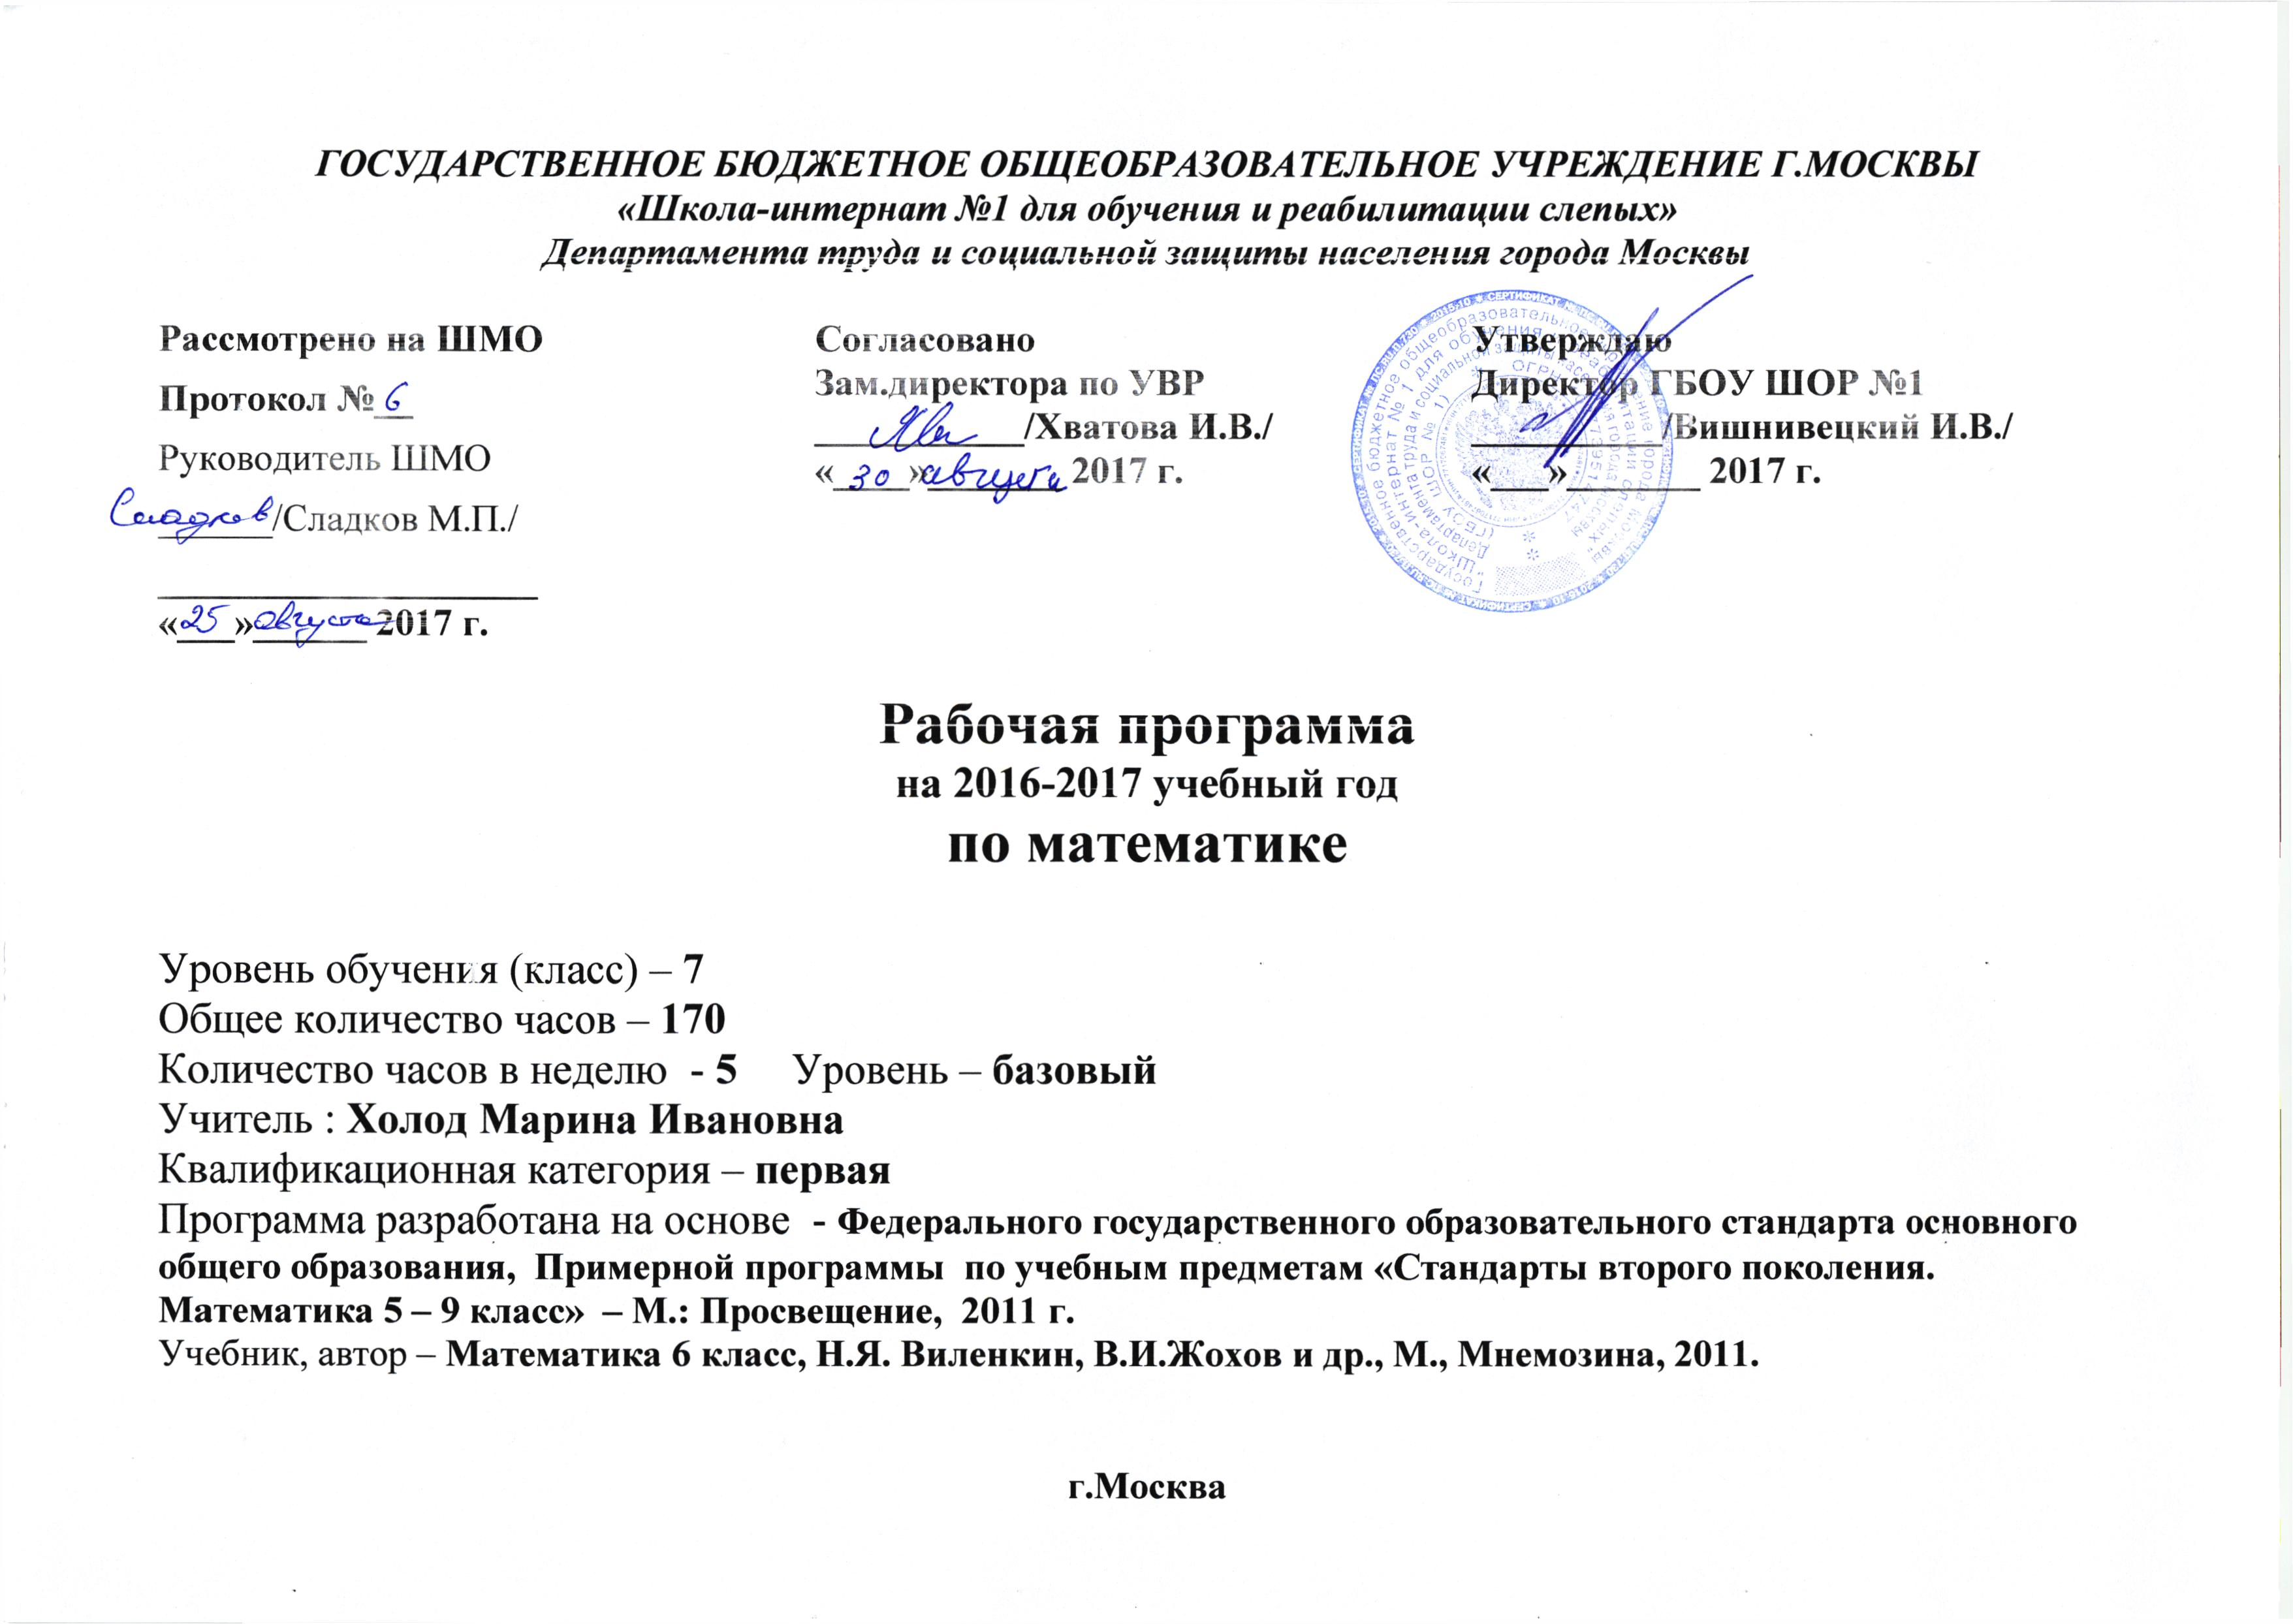 ГОСУДАРСТВЕННОЕ БЮДЖЕТНОЕ ОБЩЕОБРАЗОВАТЕЛЬНОЕ УЧРЕЖДЕНИЕ Г.МОСКВЫ
«Школа-интернат №1 для обучения и реабилитации слепых»
Департамента труда и социальной защиты населения города Москвы
Рассмотрено на ШМО
Протокол № 6
Руководитель ШМО
Сладков/Сладков М.П./
«25»августа 2017 г.
Согласовано
Зам.директора по УВР
/Хватова И.В./
«30»августа 2017 г.
Утверждаю
Директор ГБОУ ШОР №1
/Вишнивецкий И.В./
«___»_______ 2017 г.
Рабочая программа
на 2016-2017 учебный год
по математике
Уровень обучения (класс) – 7
Общее количество часов – 170
Количество часов в неделю - 5 Уровень – базовый
Учитель : Холод Марина Ивановна
Квалификационная категория – первая
Программа разработана на основе - Федерального государственного образовательного стандарта основного
общего образования, Примерной программы по учебным предметам «Стандарты второго поколения.
Математика 5 – 9 класс» – М.: Просвещение, 2011 г.
Учебник, автор – Математика 6 класс, Н.Я. Виленкин, В.И.Жохов и др., М., Мнемозина, 2011.
г.Москва